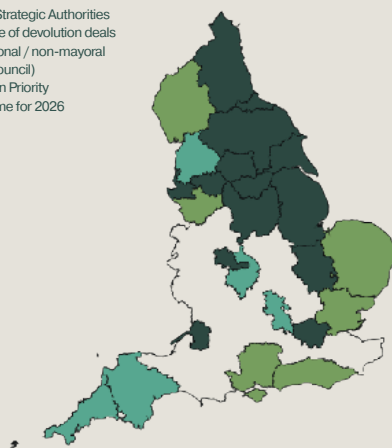 Strategic Authorities
e of devolution deals
onal / non-mayoral
ouncil)
n Priority
me for 2026